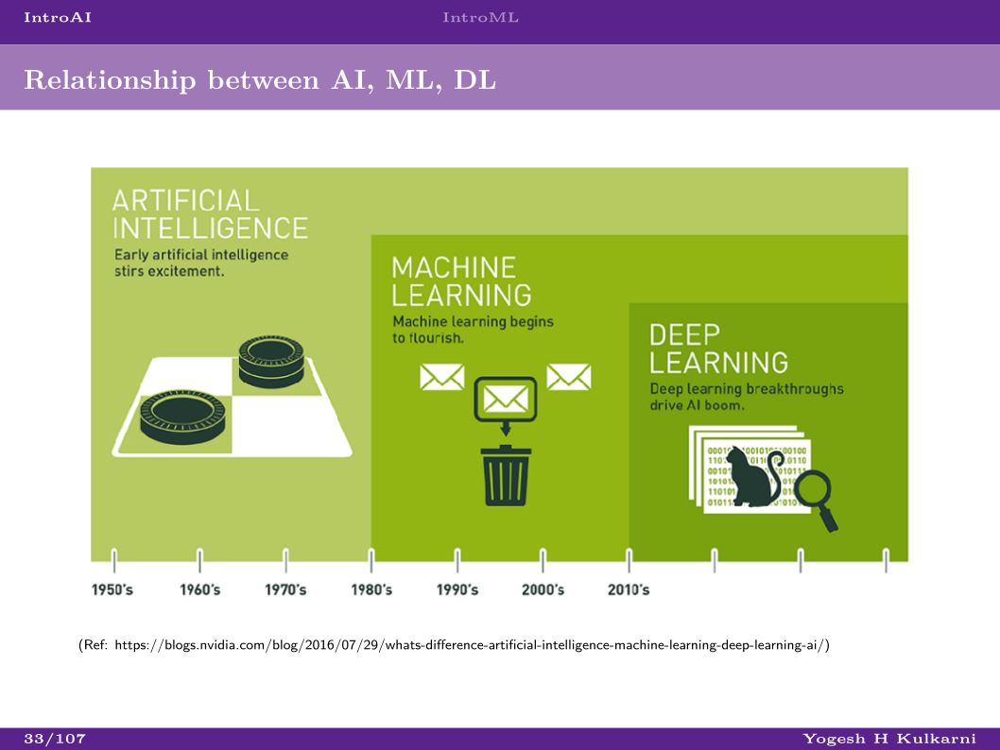 IntroAI
IntroML
Relationship between AI, ML, DL
ARTIFICIAL
INTELLIGENCE
Early artificial intelligence
stirs excitement.
MACHINE
LEARNING
Machine learning begins
to flourish.
DEEP
LEARNING
Deep learning breakthroughs
drive AI boom.
1950's 1960's 1970's 1980's 1990's 2000's 2010's
(Ref: https://blogs.nvidia.com/blog/2016/07/29/whats-difference-artificial-intelligence-machine-learning-deep-learning-ai/)
33/107
Yogesh H Kulkarni